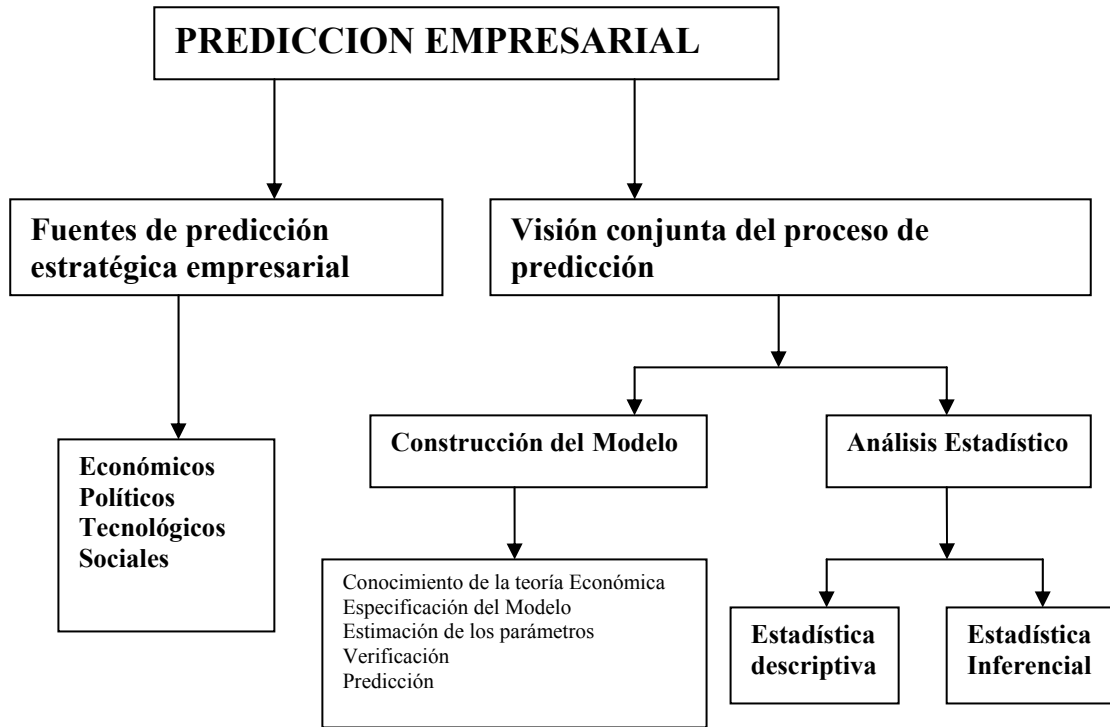 PREDICCION EMPRESARIAL
Fuentes de predicción
estratégica empresarial
Visión conjunta del proceso de
predicción
Construcción del Modelo
Análisis Estadístico
Económicos
Políticos
Tecnológicos
Sociales
Conocimiento de la teoría Económica
Especificación del Modelo
Estimación de los parámetros
Verificación
Predicción
Estadística
descriptiva
Estadística
Inferencial